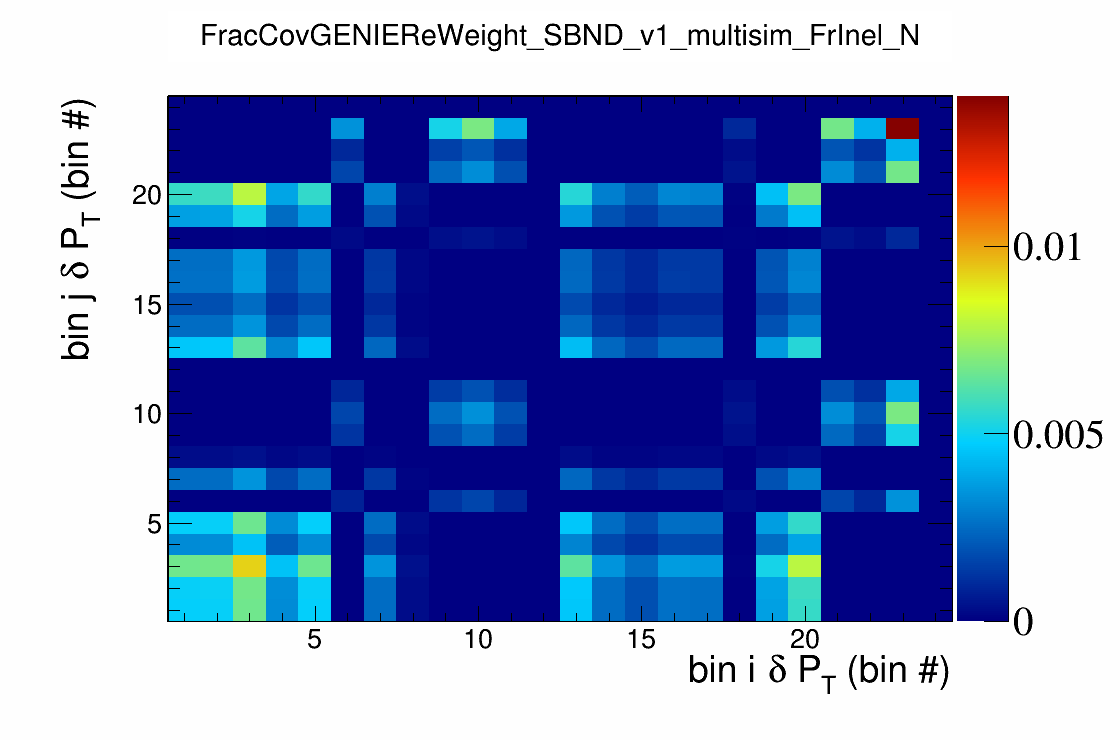 FracCovGENIEReWeight_SBND_v1_multisim_FrInel_N
bin j δ P_T (bin #)
20
15
10
5
5 10 15 20
bin i δ P_T (bin #)
0.01
0.005
0